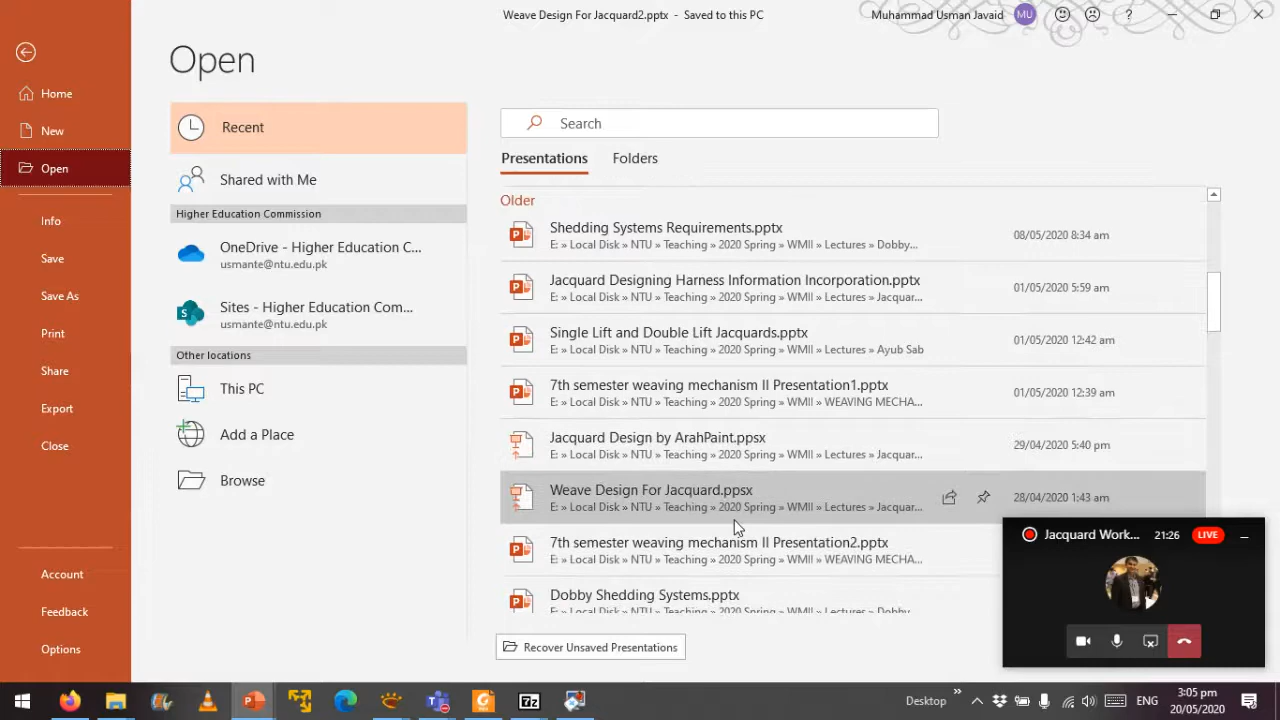 Weave Design For Jacquard2.pptx - Saved to this PC
Muhammad Usman Javaid MU ?
Open
Home
New
Open
Info
Save
Save As
Print
Share
Export
Close
Account
Feedback
Options
Recent
Shared with Me
Higher Education Commission
OneDrive - Higher Education C...
usmante@ntu.edu.pk
Sites - Higher Education Com...
usmante@ntu.edu.pk
Other locations
This PC
Add a Place
Browse
Search
Presentations Folders
Older
Shedding Systems Requirements.pptx
E: » Local Disk » NTU » Teaching » 2020 Spring » WMII » Lectures » Dobby...
08/05/2020 8:34 am
Jacquard Designing Harness Information Incorporation.pptx
E: » Local Disk » NTU » Teaching » 2020 Spring » WMII » Lectures » Jacquar...
01/05/2020 5:59 am
Single Lift and Double Lift Jacquards.pptx
E: » Local Disk » NTU » Teaching » 2020 Spring » WMII » Lectures » Ayub Sab
01/05/2020 12:42 am
7th semester weaving mechanism II Presentation1.pptx
E: » Local Disk » NTU » Teaching » 2020 Spring » WMII » WEAVING MECHA...
01/05/2020 12:39 am
Jacquard Design by ArahPaint.ppsx
E: » Local Disk » NTU » Teaching » 2020 Spring » WMII » Lectures » Jacquar...
29/04/2020 5:40 pm
Weave Design For Jacquard.ppsx
E: » Local Disk » NTU » Teaching » 2020 Spring » WMII » Lectures » Jacquar...
28/04/2020 1:43 am
7th semester weaving mechanism II Presentation2.pptx
E: » Local Disk » NTU » Teaching » 2020 Spring » WMII » WEAVING MECHA...
Dobby Shedding Systems.pptx
E: » Local Disk » NTU » Teaching » 2020 Spring » WMII » Lectures » Dobby
Recover Unsaved Presentations
Jacquard Work... 21:26 LIVE
Desktop » ENG
3:05 pm
20/05/2020